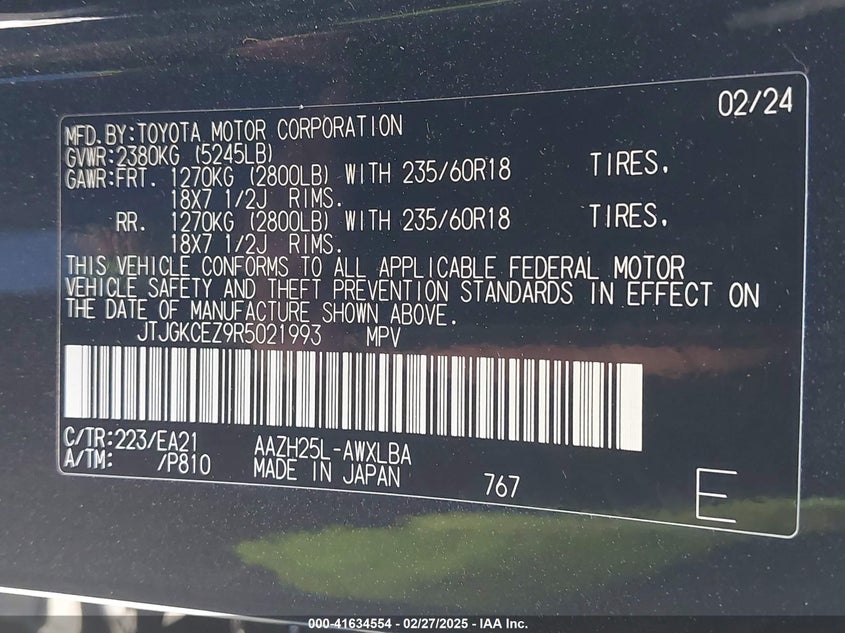 02/24
MFD.BY:TOYOTA MOTOR CORPORATION
GVWR:2380KG (5245LB)
GAWR:FRT. 1270KG (2800LB) WITH 235/60R18 TIRES,
18X7 1/2J RIMS.
RR. 1270KG (2800LB) WITH 235/60R18 TIRES,
18X7 1/2J RIMS.
THIS VEHICLE CONFORMS TO ALL APPLICABLE FEDERAL MOTOR
VEHICLE SAFETY AND THEFT PREVENTION STANDARDS IN EFFECT ON
THE DATE OF MANUFACTURE SHOWN ABOVE.
JTJGKCEZ9R5021993 MPV
C/TR:223/EA21 AAZH25L-AWXLBA
A/TM: /P810 MADE IN JAPAN 767 E
000-41634554 - 02/27/2025 - IAA Inc.